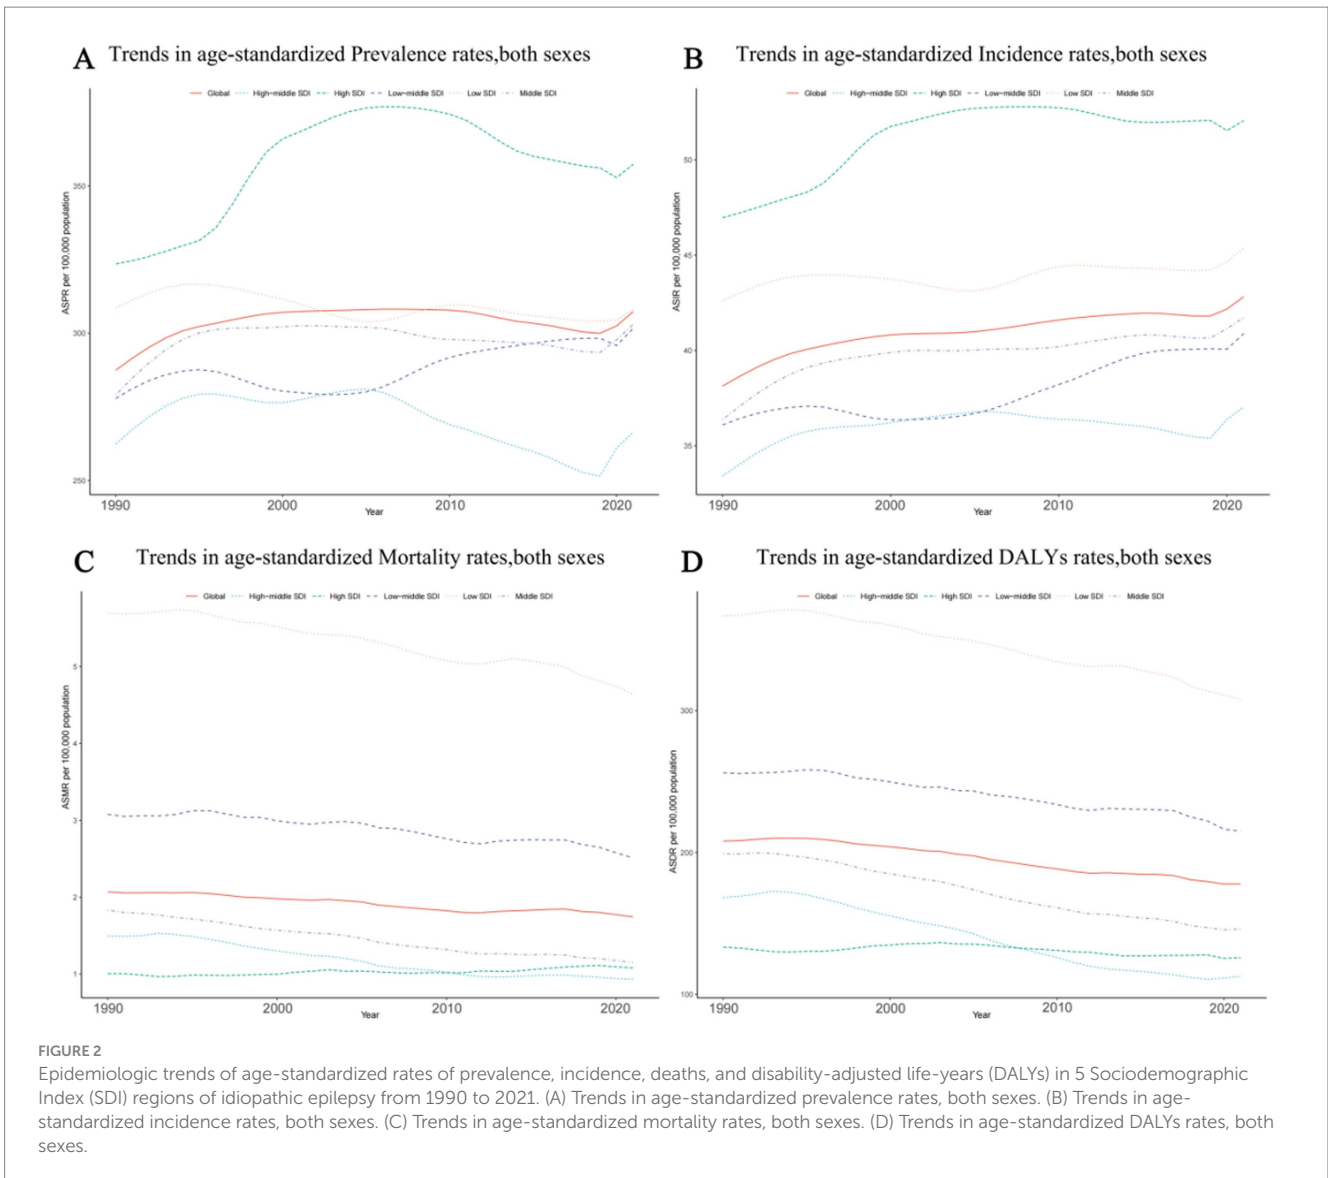 A Trends in age-standardized Prevalence rates,both sexes
Global High-middle SDI High SDI Low-middle SDI Low SDI Middle SDI
ASPR per 100,000 population
350
300
250
1990 2000 2010 2020
Year
B Trends in age-standardized Incidence rates,both sexes
Global High-middle SDI High SDI Low-middle SDI Low SDI Middle SDI
ASIR per 100,000 population
50
45
40
35
1990 2000 2010 2020
Year
C Trends in age-standardized Mortality rates,both sexes
Global High-middle SDI High SDI Low-middle SDI Low SDI Middle SDI
ASMR per 100,000 population
5
4
3
2
1
1990 2000 2010 2020
Year
D Trends in age-standardized DALYs rates,both sexes
Global High-middle SDI High SDI Low-middle SDI Low SDI Middle SDI
ASDR per 100,000 population
300
200
100
1990 2000 2010 2020
Year
FIGURE 2
Epidemiologic trends of age-standardized rates of prevalence, incidence, deaths, and disability-adjusted life-years (DALYs) in 5 Sociodemographic
Index (SDI) regions of idiopathic epilepsy from 1990 to 2021. (A) Trends in age-standardized prevalence rates, both sexes. (B) Trends in age-
standardized incidence rates, both sexes. (C) Trends in age-standardized mortality rates, both sexes. (D) Trends in age-standardized DALYs rates, both
sexes.